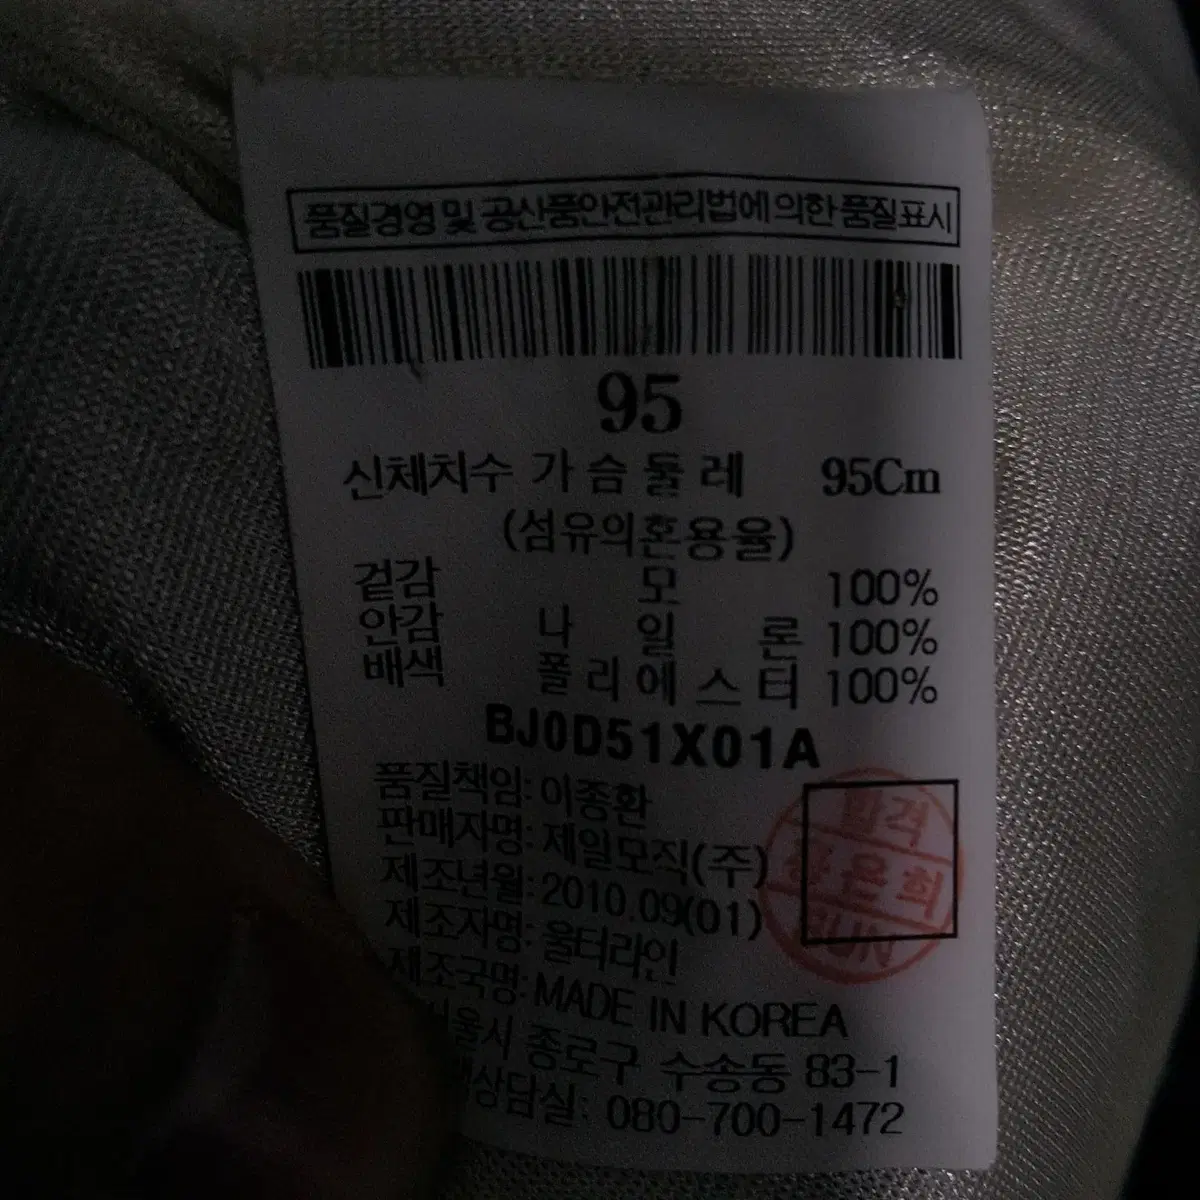 품질경영 및 공산품안전관리법에 의한 품질표시
95
신체치수 가슴둘레 95Cm
(섬유의혼용율)
겉감 모 100%
안감 나일론 100%
배색 폴리에스터 100%
BJ0D51X01A
품질책임: 이종환
판매자명: 제일모직(주)
제조년월: 2010.09(01)
제조자명: 울터라인
제조국명: MADE IN KOREA
서울시 종로구 수송동 83-1
상담실: 080-700-1472
합격
은희